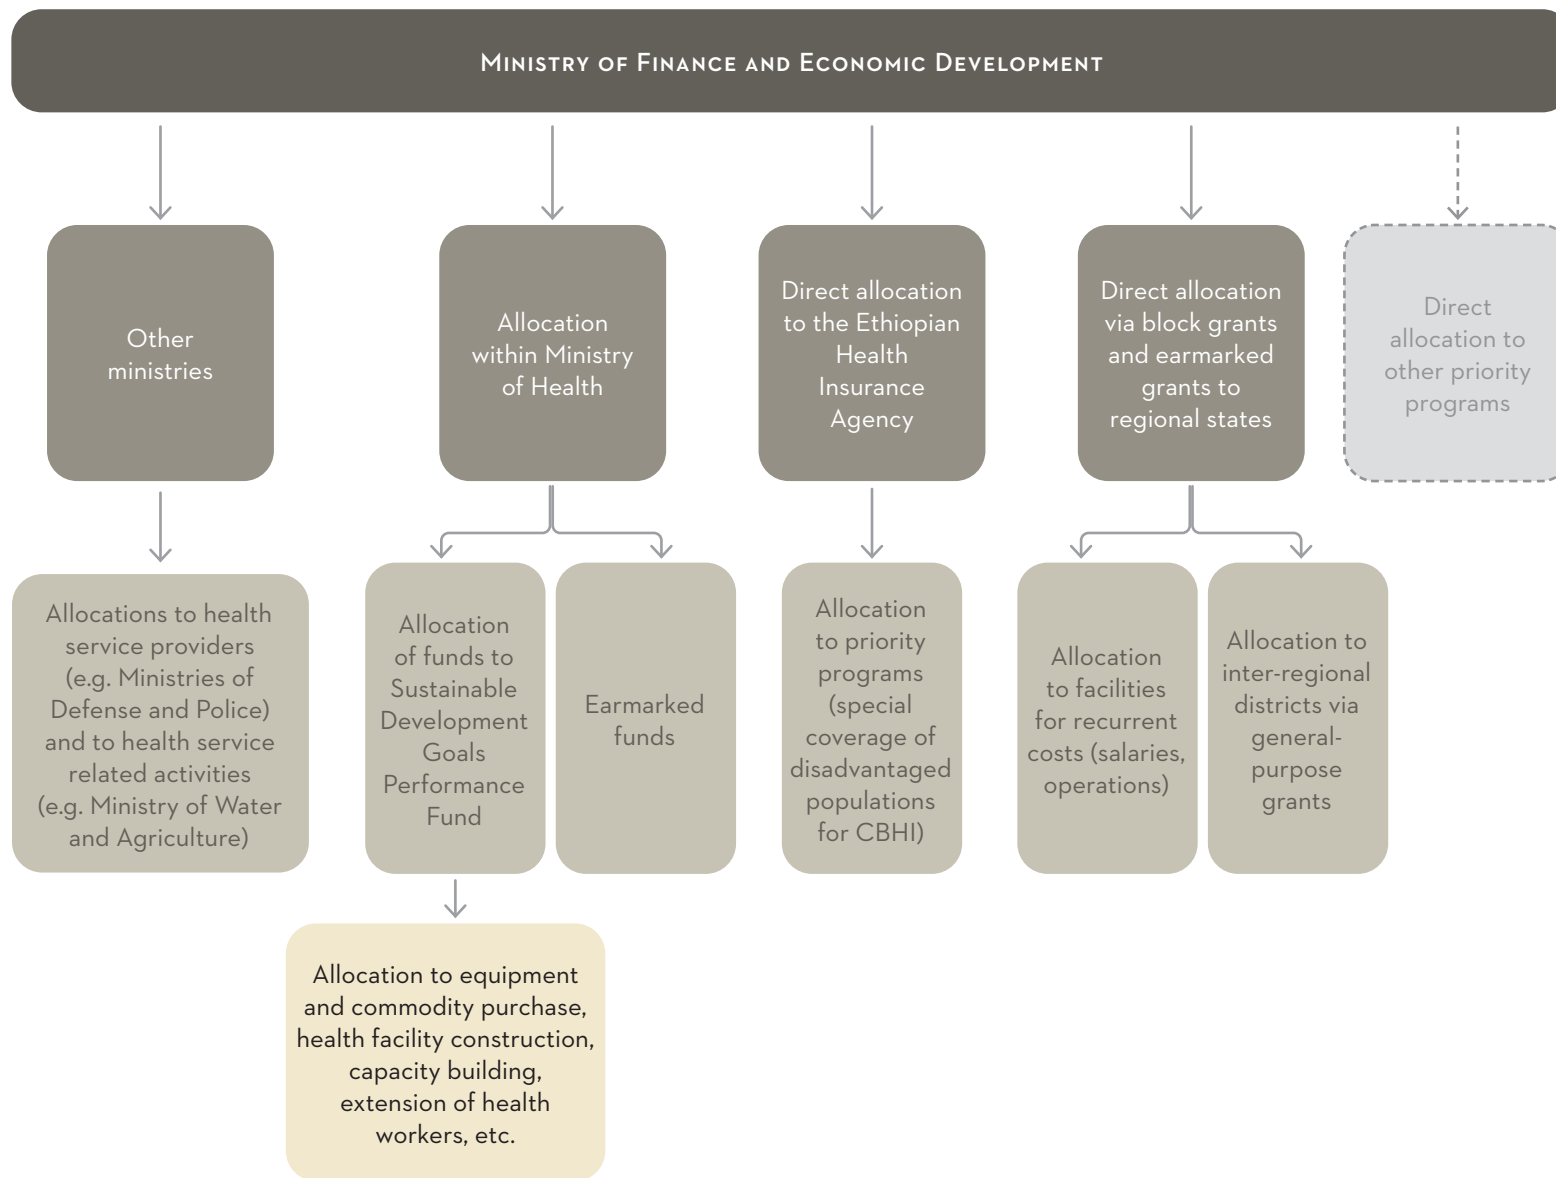 Ministry of Finance and Economic Development
Other
ministries
Allocation
within Ministry
of Health
Direct allocation
to the Ethiopian
Health
Insurance
Agency
Direct allocation
via block grants
and earmarked
grants to
regional states
Direct
allocation to
other priority
programs
Allocations to health
service providers
(e.g. Ministries of
Defense and Police)
and to health service
related activities
(e.g. Ministry of Water
and Agriculture)
Allocation
of funds to
Sustainable
Development
Goals
Performance
Fund
Earmarked
funds
Allocation
to priority
programs
(special
coverage of
disadvantaged
populations
for CBHI)
Allocation
to facilities
for recurrent
costs (salaries,
operations)
Allocation to
inter-regional
districts via
general-
purpose
grants
Allocation to equipment
and commodity purchase,
health facility construction,
capacity building,
extension of health
workers, etc.